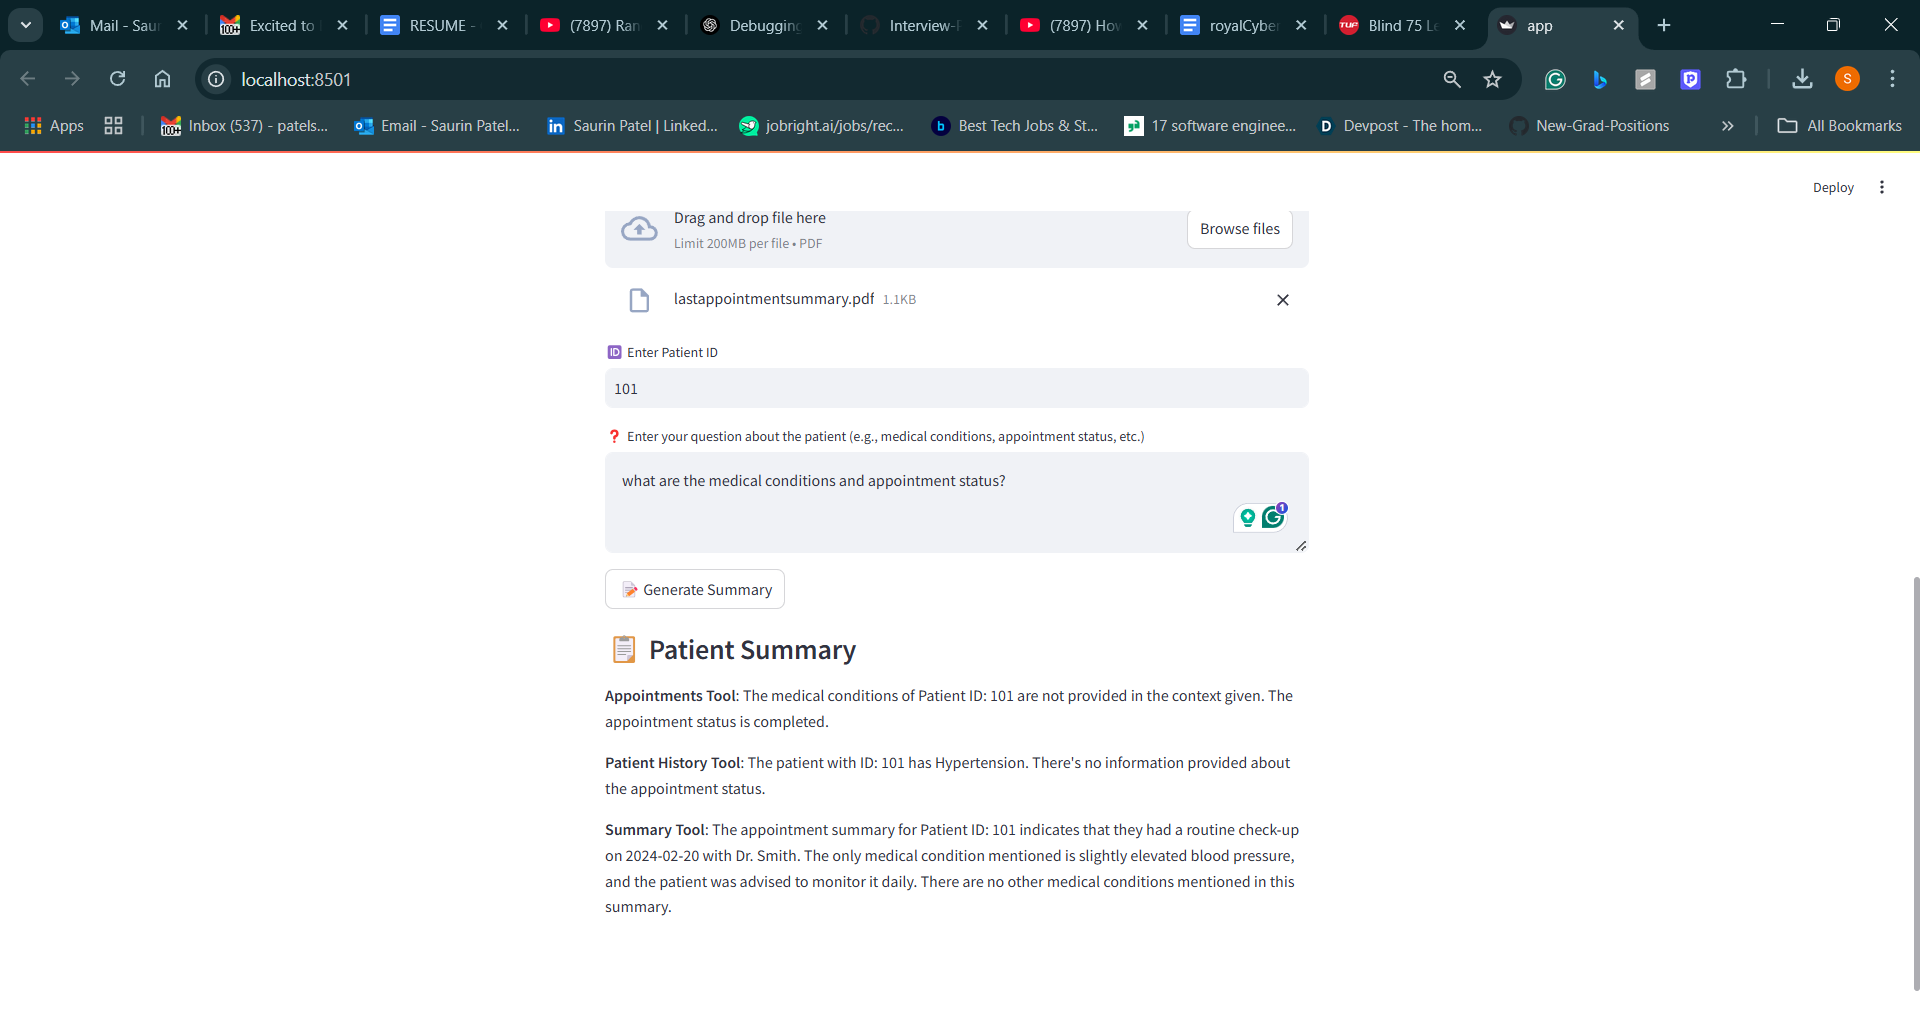 Mail - Saur
Excited to
RESUME -
(7897) Ran
Debugging
Interview-P
(7897) How
royalCyber
Blind 75 Le
app
localhost:8501
S
Apps
Inbox (537) - patels...
Email - Saurin Patel...
Saurin Patel | Linked...
jobright.ai/jobs/rec...
Best Tech Jobs & St...
17 software enginee...
Devpost - The hom...
New-Grad-Positions
All Bookmarks
Deploy
Drag and drop file here
Limit 200MB per file • PDF
Browse files
lastappointmentsummary.pdf 1.1KB
🆔 Enter Patient ID
101
❓ Enter your question about the patient (e.g., medical conditions, appointment status, etc.)
what are the medical conditions and appointment status?
1
📝 Generate Summary
📋 Patient Summary
Appointments Tool: The medical conditions of Patient ID: 101 are not provided in the context given. The
appointment status is completed.
Patient History Tool: The patient with ID: 101 has Hypertension. There's no information provided about
the appointment status.
Summary Tool: The appointment summary for Patient ID: 101 indicates that they had a routine check-up
on 2024-02-20 with Dr. Smith. The only medical condition mentioned is slightly elevated blood pressure,
and the patient was advised to monitor it daily. There are no other medical conditions mentioned in this
summary.